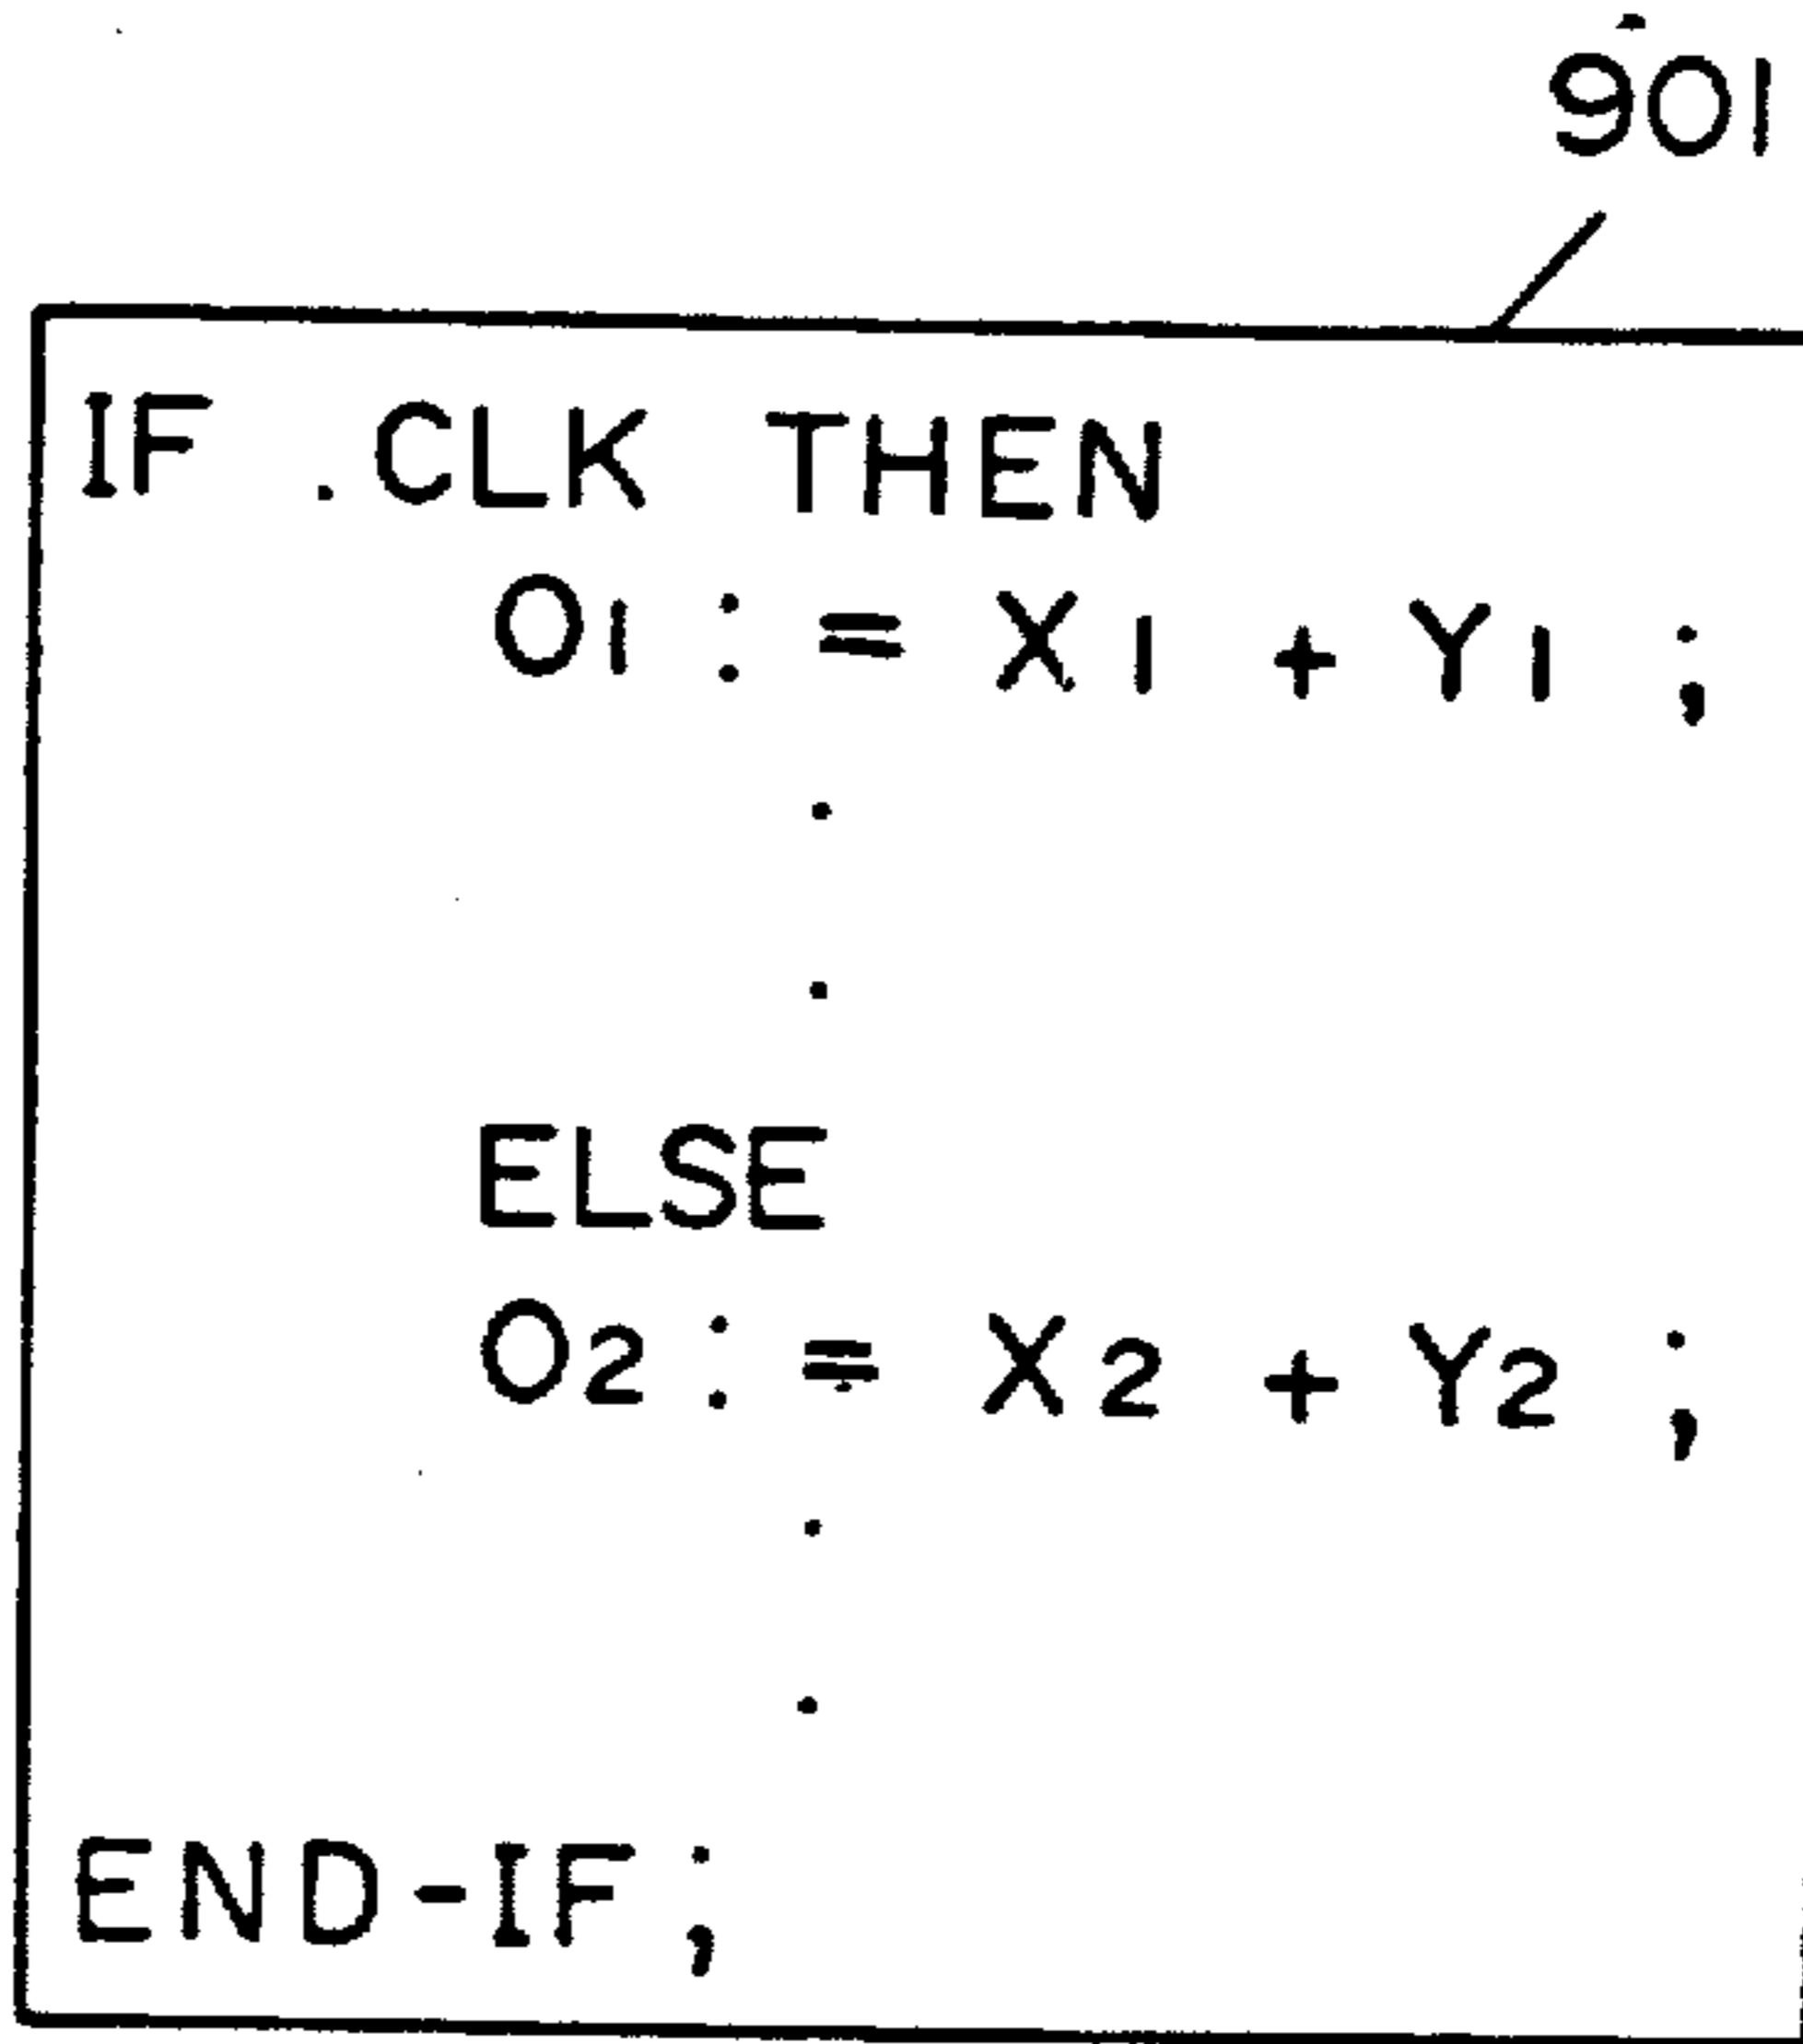 901
IF .CLK THEN
O1 : = X1 + Y1 ;
.
.
ELSE
O2 : = X2 + Y2 ;
.
.
END-IF ;